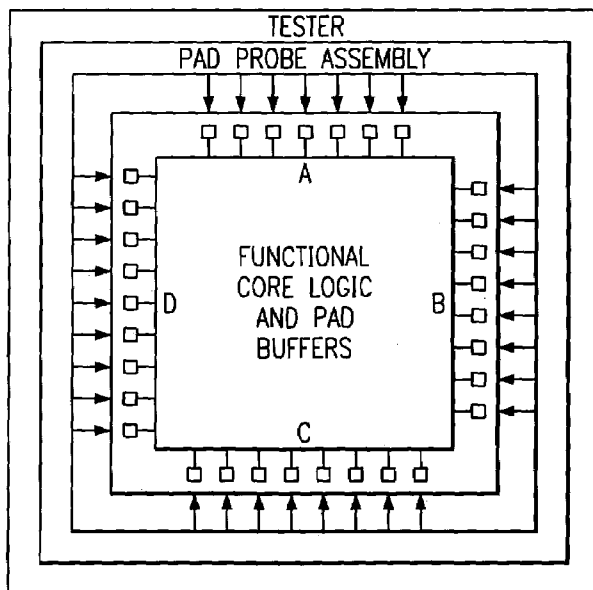 TESTER
PAD PROBE ASSEMBLY
A
FUNCTIONAL
CORE LOGIC
AND PAD
BUFFERS
D
B
C